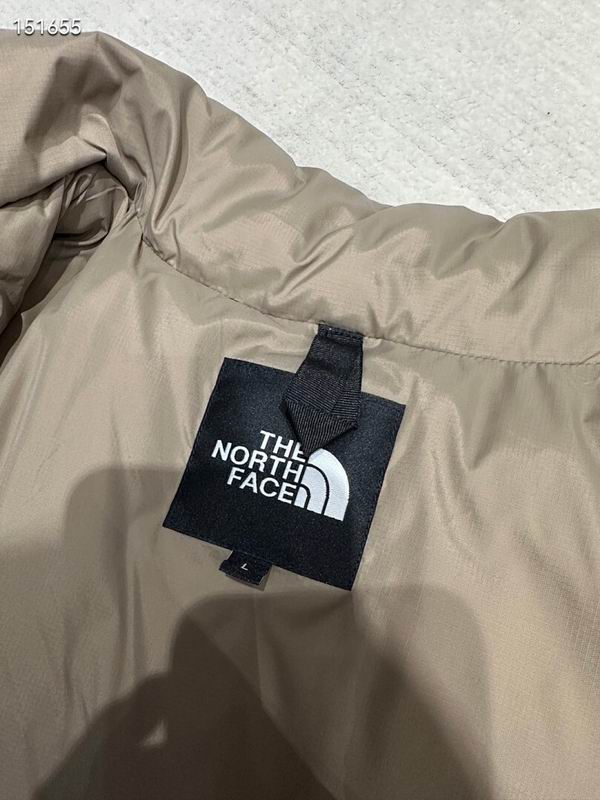 151655
THE
NORTH
FACE
L